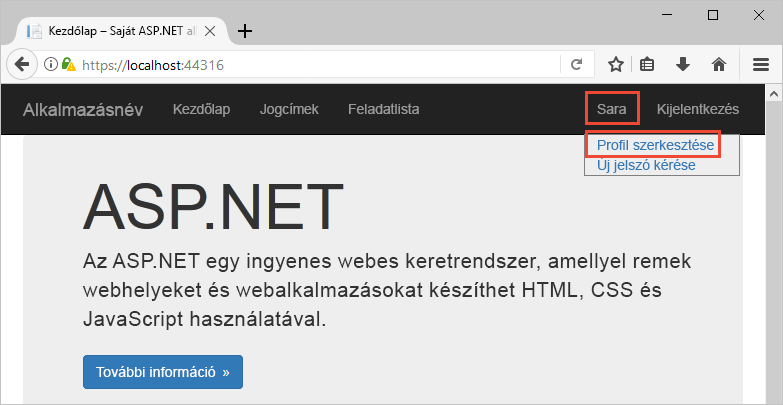 Kezdőlap – Saját ASP.NET al
https://localhost:44316
Alkalmazásnév Kezdőlap Jogcímek Feladatlista Sara Kijelentkezés
Profil szerkesztése
Új jelszó kérése
ASP.NET
Az ASP.NET egy ingyenes webes keretrendszer, amellyel remek
webhelyeket és webalkalmazásokat készíthet HTML, CSS és
JavaScript használatával.
További információ »